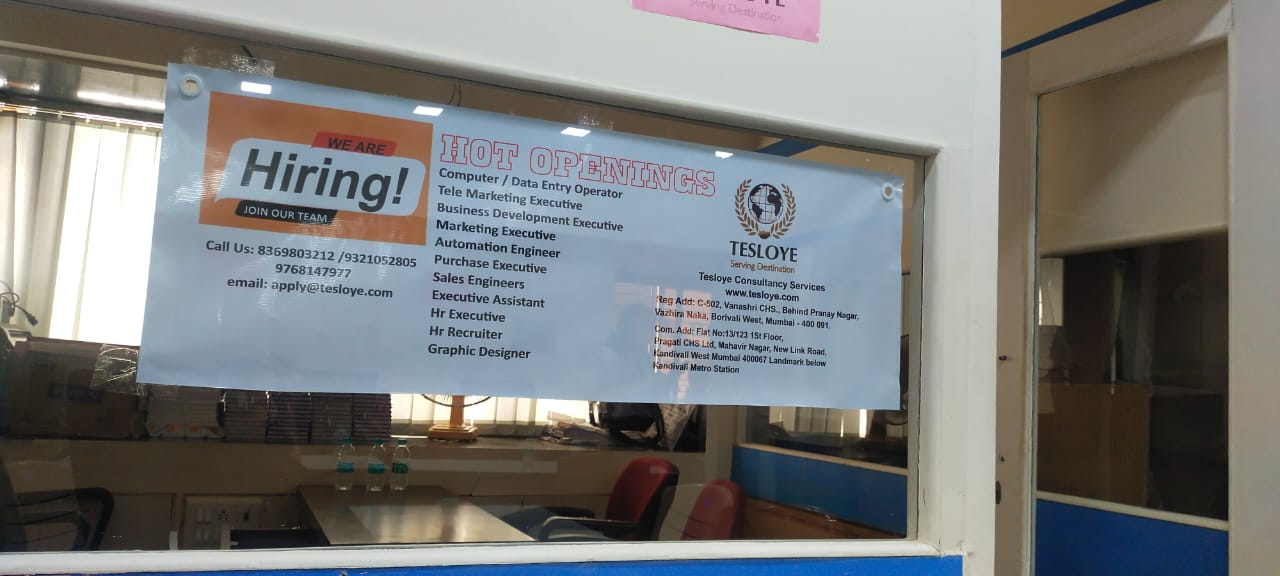 Serving Destination
WE ARE
Hiring!
JOIN OUR TEAM
Call Us: 8369803212 /9321052805
9768147977
email: apply@tesloye.com
HOT OPENINGS
Computer / Data Entry Operator
Tele Marketing Executive
Business Development Executive
Marketing Executive
Automation Engineer
Purchase Executive
Sales Engineers
Executive Assistant
Hr Executive
Hr Recruiter
Graphic Designer
TESLOYE
Serving Destination
Tesloye Consultancy Services
www.tesloye.com
Reg Add: C-502, Vanashri CHS., Behind Pranay Nagar,
Vazhira Naka, Borivali West, Mumbai - 400 091.
Com. Add: Flat No:13/123 1St Floor,
Pragati CHS Ltd, Mahavir Nagar, New Link Road,
Kandivali West Mumbai 400067 Landmark below
Kandivali Metro Station